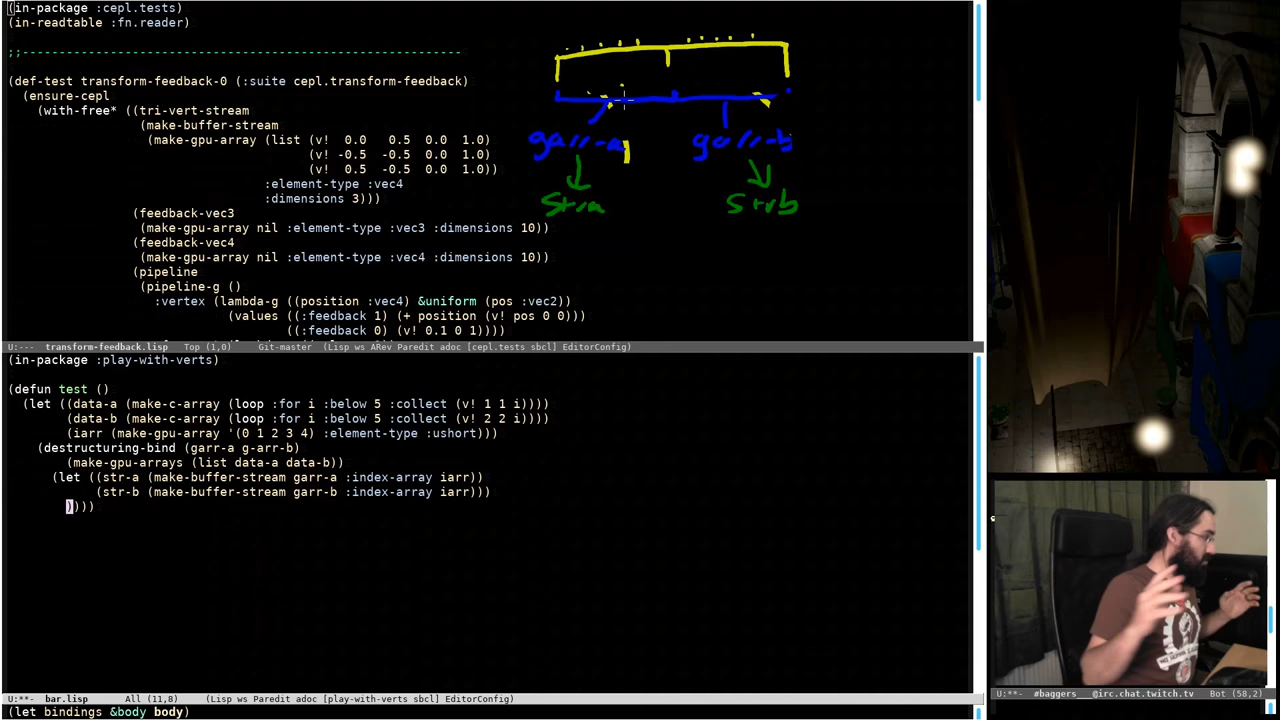 (in-package :cepl.tests)
(in-readtable :fn.reader)
;;------------------------------------------------------------
(def-test transform-feedback-0 (:suite cepl.transform-feedback)
  (ensure-cepl
    (with-free* ((tri-vert-stream
                  (make-buffer-stream
                   (make-gpu-array (list (v!  0.0   0.5  0.0  1.0)
                                         (v! -0.5  -0.5  0.0  1.0)
                                         (v!  0.5  -0.5  0.0  1.0))
                                   :element-type :vec4
                                   :dimensions 3)))
                 (feedback-vec3
                  (make-gpu-array nil :element-type :vec3 :dimensions 10))
                 (feedback-vec4
                  (make-gpu-array nil :element-type :vec4 :dimensions 10))
                 (pipeline
                  (pipeline-g ()
                    :vertex (lambda-g ((position :vec4) &uniform (pos :vec2))
                              (values ((:feedback 1) (+ position (v! pos 0 0)))
                                      ((:feedback 0) (v! 0.1 0 1))))
garr-a garr-b
stra strb
U:---  transform-feedback.lisp   Top (1,0)     Git-master  (Lisp ws ARev Paredit adoc [cepl.tests sbcl] EditorConfig)
(in-package :play-with-verts)
(defun test ()
  (let ((data-a (make-c-array (loop :for i :below 5 :collect (v! 1 1 i))))
        (data-b (make-c-array (loop :for i :below 5 :collect (v! 2 2 i))))
        (iarr (make-gpu-array '(0 1 2 3 4) :element-type :ushort)))
    (destructuring-bind (garr-a g-arr-b)
        (make-gpu-arrays (list data-a data-b))
      (let ((str-a (make-buffer-stream garr-a :index-array iarr))
            (str-b (make-buffer-stream garr-b :index-array iarr)))
        ))))
U:**-  bar.lisp       All (11,8)     (Lisp ws Paredit adoc [play-with-verts sbcl] EditorConfig)
U:**-  #baggers___@irc.chat.twitch.tv   Bot (58,2)
(let bindings &body body)